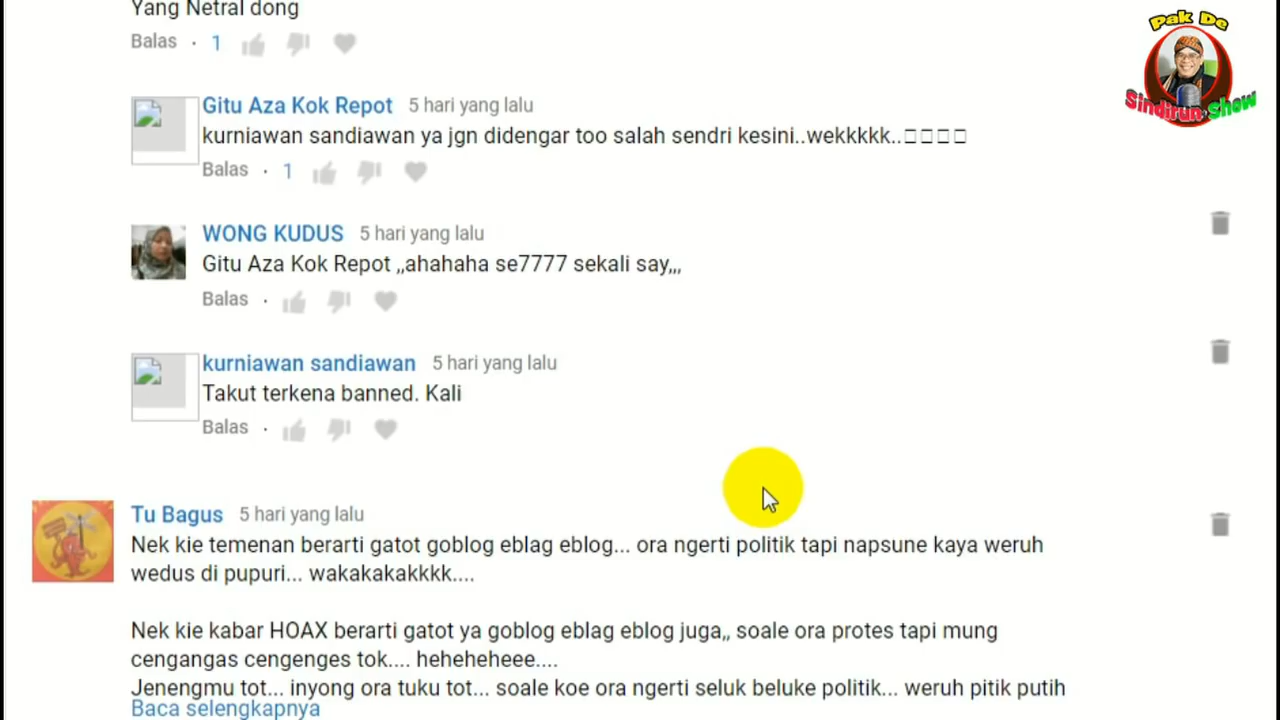 Yang Netral dong
Balas · 1
Gitu Aza Kok Repot 5 hari yang lalu
kurniawan sandiawan ya jgn didengar too salah sendri kesini..wekkkkk..□□□□
Balas · 1
WONG KUDUS 5 hari yang lalu
Gitu Aza Kok Repot ,,ahahaha se7777 sekali say,,,
Balas ·
kurniawan sandiawan 5 hari yang lalu
Takut terkena banned. Kali
Balas ·
Tu Bagus 5 hari yang lalu
Nek kie temenan berarti gatot goblog eblag eblog... ora ngerti politik tapi napsune kaya weruh
wedus di pupuri... wakakakakkkk....
Nek kie kabar HOAX berarti gatot ya goblog eblag eblog juga,, soale ora protes tapi mung
cengangas cengenges tok.... heheheheee....
Jenengmu tot... inyong ora tuku tot... soale koe ora ngerti seluk beluke politik... weruh pitik putih
Baca selengkapnya
Pak De
Sindirun Show